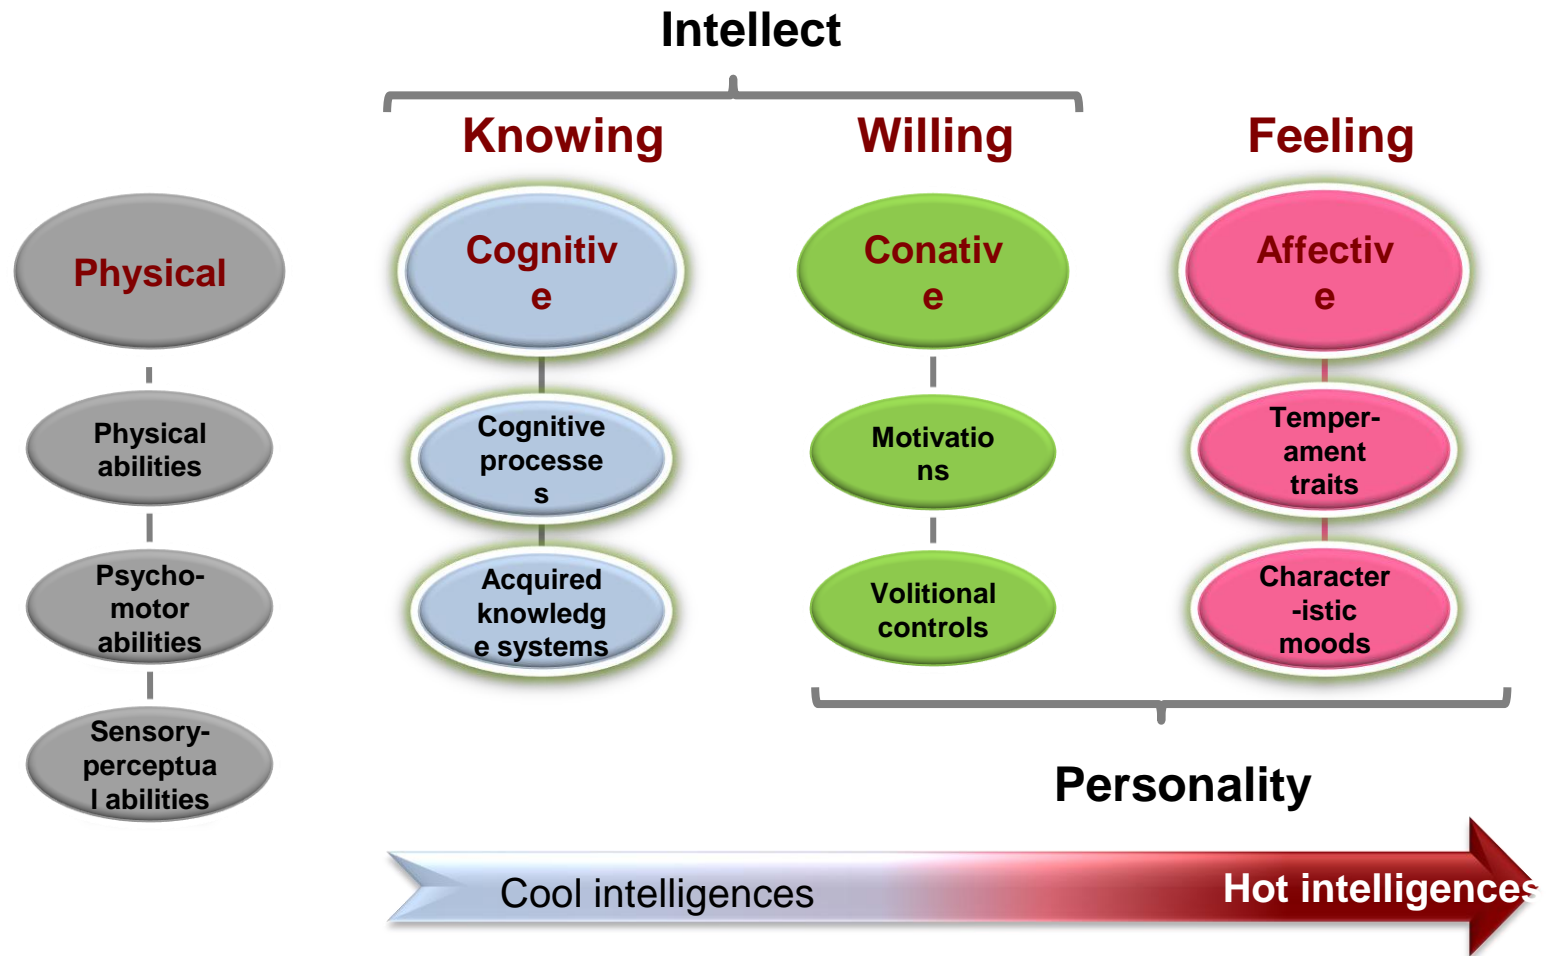 Intellect
Knowing
Willing
Feeling
Physical
Cognitiv
e
Conativ
e
Affectiv
e
Physical
abilities
Cognitive
processe
s
Motivatio
ns
Temper-
ament
traits
Psycho-
motor
abilities
Acquired
knowledg
e systems
Volitional
controls
Character
-istic
moods
Sensory-
perceptua
l abilities
Personality
Cool intelligences
Hot intelligences